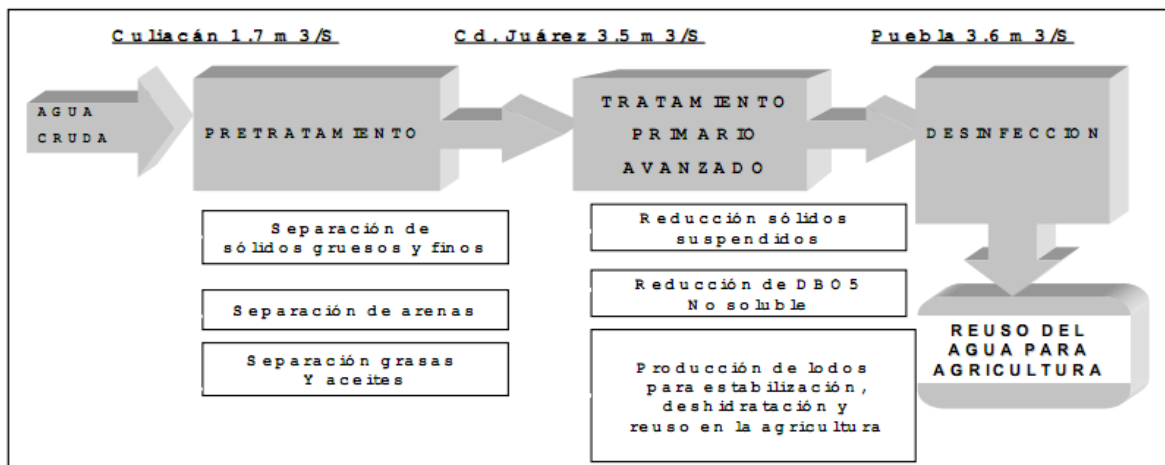 Culiacán 1.7 m 3/S
Cd. Juárez 3.5 m 3/S
Puebla 3.6 m 3/S
AGUA
CRUDA
PRETRATAMIENTO
TRATAMIENTO
PRIMARIO
AVANZADO
DESINFECCION
Separación de
sólidos gruesos y finos
Separación de arenas
Separación grasas
Y aceites
Reducción sólidos
suspendidos
Reducción de DBO5
No soluble
Producción de lodos
para estabilización,
deshidratación y
reuso en la agricultura
REUSO DEL
AGUA PARA
AGRICULTURA